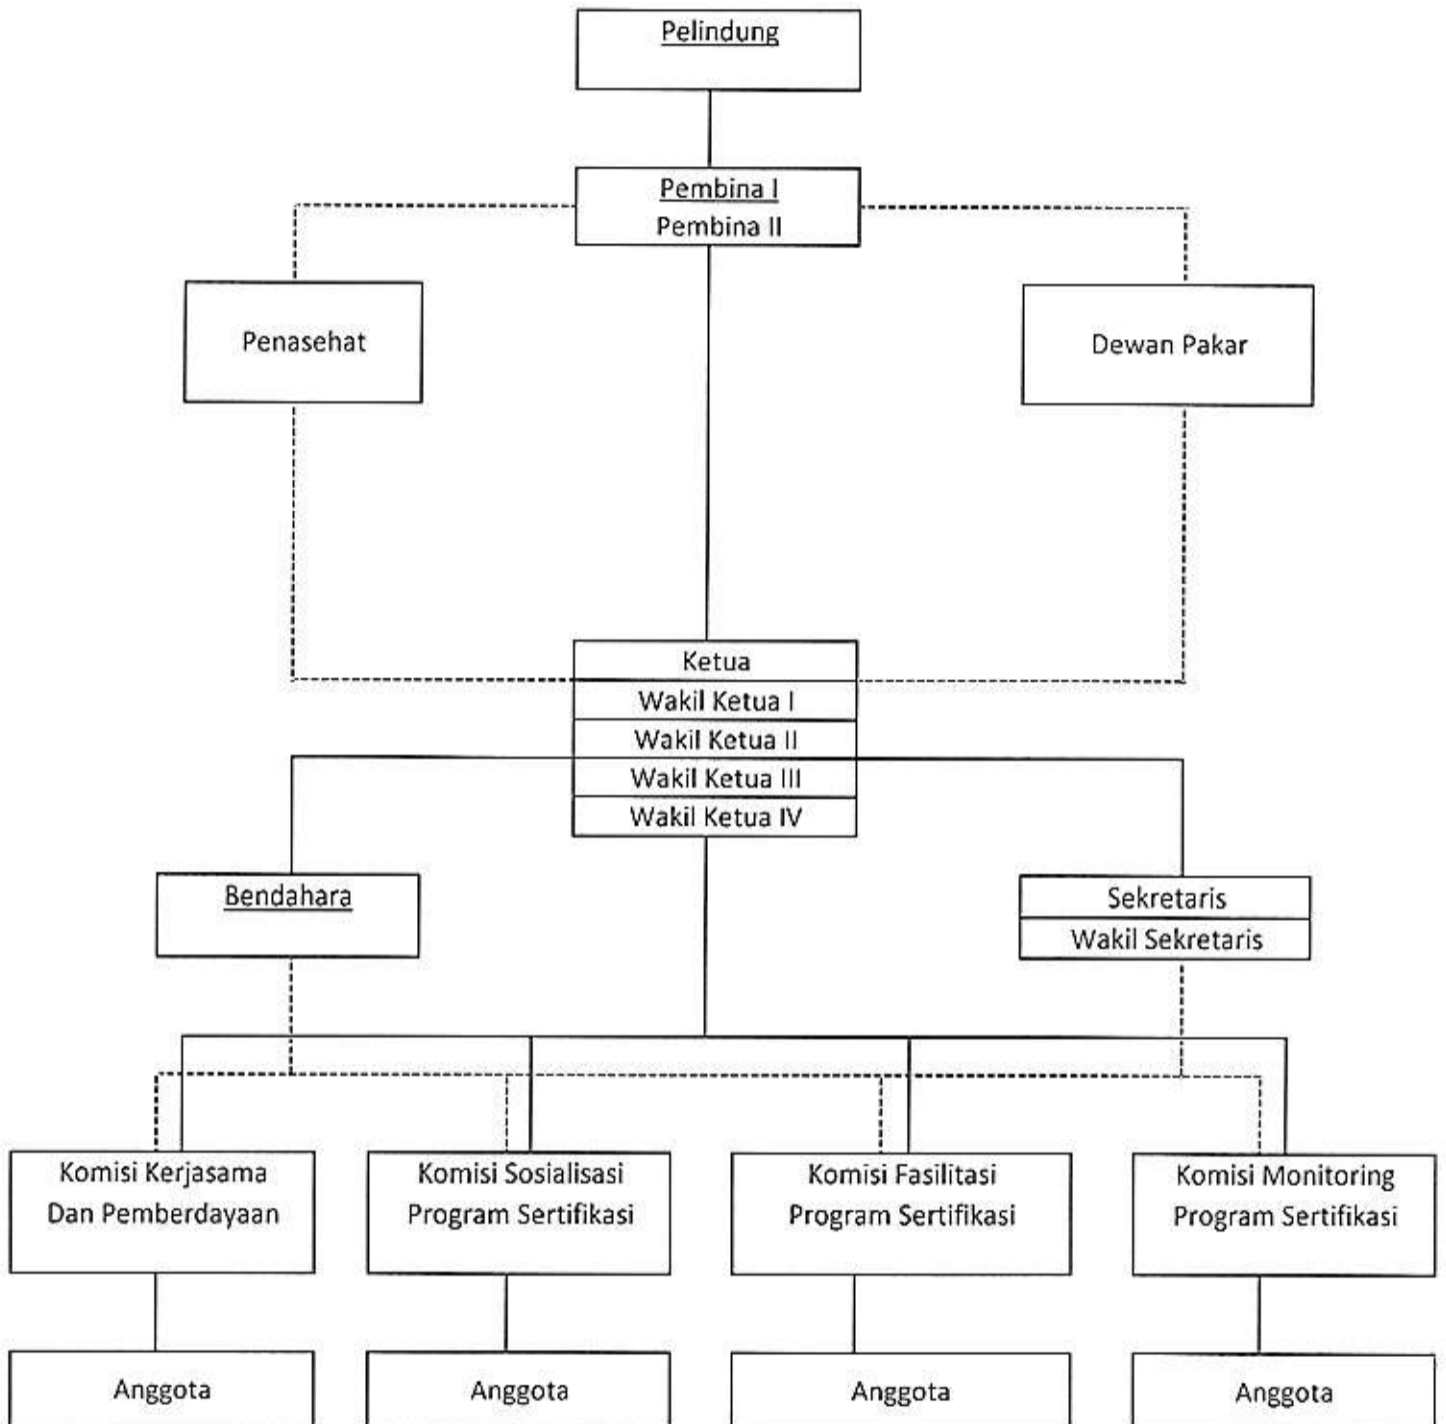 Pelindung
Pembina I
Pembina II
Penasehat
Dewan Pakar
Ketua
Wakil Ketua I
Wakil Ketua II
Wakil Ketua III
Wakil Ketua IV
Bendahara
Sekretaris
Wakil Sekretaris
Komisi Kerjasama
Dan Pemberdayaan
Komisi Sosialisasi
Program Sertifikasi
Komisi Fasilitasi
Program Sertifikasi
Komisi Monitoring
Program Sertifikasi
Anggota
Anggota
Anggota
Anggota